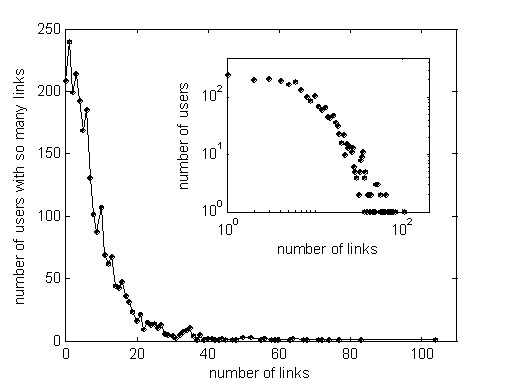 250
200
150
100
50
0
number of users with so many links
0 20 40 60 80 100
number of links
10^2
10^1
10^0
number of users
10^0 10^2
number of links